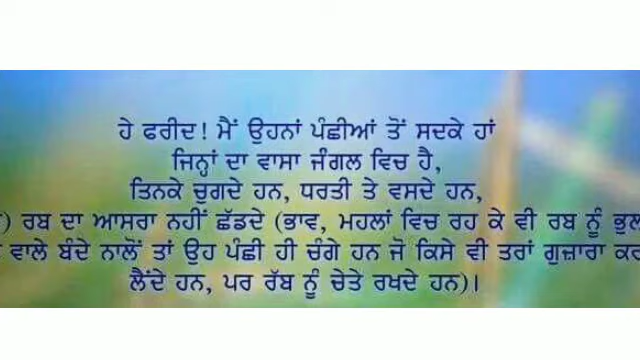 ਹੇ ਫਰੀਦ! ਮੈਂ ਉਹਨਾਂ ਪੰਛੀਆਂ ਤੋਂ ਸਦਕੇ ਹਾਂ
ਜਿਨ੍ਹਾਂ ਦਾ ਵਾਸਾ ਜੰਗਲ ਵਿਚ ਹੈ,
ਤਿਨਕੇ ਚੁਗਦੇ ਹਨ, ਧਰਤੀ ਤੇ ਵਸਦੇ ਹਨ,
) ਰਬ ਦਾ ਆਸਰਾ ਨਹੀਂ ਛੱਡਦੇ (ਭਾਵ, ਮਹਲਾਂ ਵਿਚ ਰਹ ਕੇ ਵੀ ਰਬ ਨੂੰ ਭੁਲ
ਵਾਲੇ ਬੰਦੇ ਨਾਲੋਂ ਤਾਂ ਉਹ ਪੰਛੀ ਹੀ ਚੰਗੇ ਹਨ ਜੋ ਕਿਸੇ ਵੀ ਤਰਾਂ ਗੁਜ਼ਾਰਾ ਕਰ
ਲੈਂਦੇ ਹਨ, ਪਰ ਰੱਬ ਨੂੰ ਚੇਤੇ ਰਖਦੇ ਹਨ)।